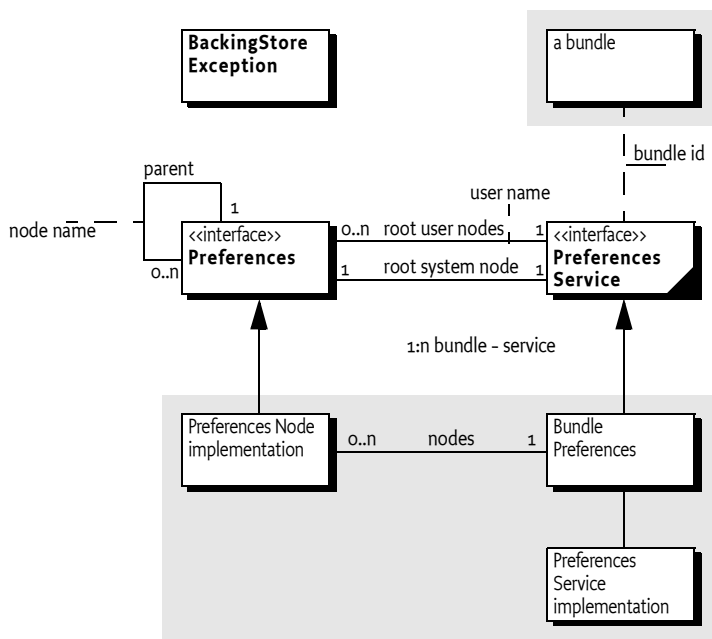 BackingStore
Exception
a bundle
bundle id
parent
1
user name
node name
<<interface>>
Preferences
o..n
o..n root user nodes 1
1 root system node 1
<<interface>>
Preferences
Service
1:n bundle - service
Preferences Node
implementation
o..n nodes 1
Bundle
Preferences
Preferences
Service
implementation